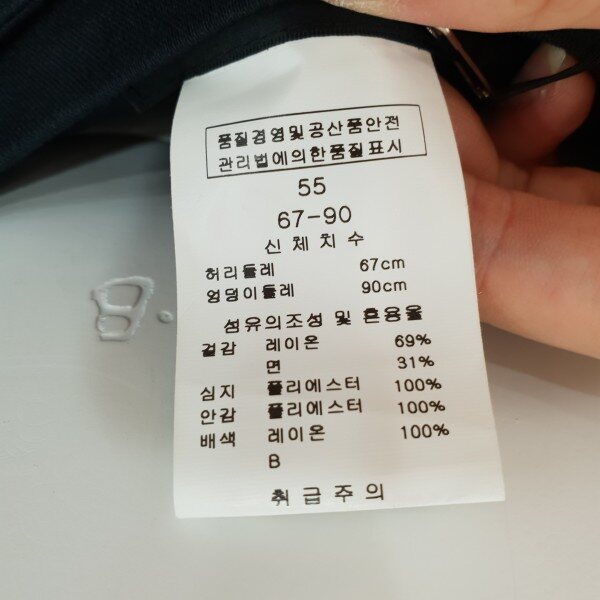 품질경영및공산품안전
관리법에의한품질표시
55
67-90
신체치수
허리둘레 67cm
엉덩이둘레 90cm
섬유의조성 및 혼용율
겉감 레이온 69%
면 31%
심지 폴리에스터 100%
안감 폴리에스터 100%
배색 레이온 100%
B
취급주의